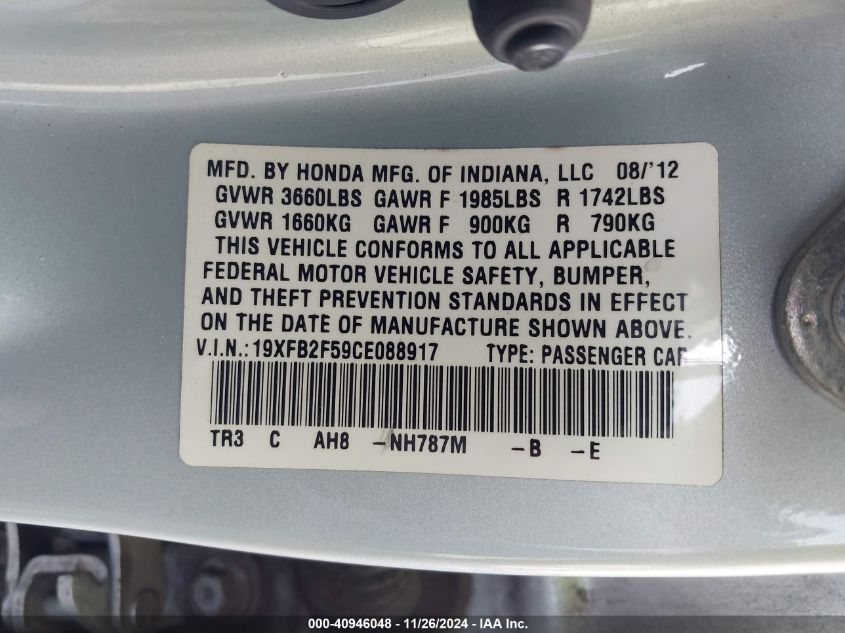 MFD. BY HONDA MFG. OF INDIANA, LLC 08/'12
GVWR 3660LBS GAWR F 1985LBS R 1742LBS
GVWR 1660KG GAWR F 900KG R 790KG
THIS VEHICLE CONFORMS TO ALL APPLICABLE
FEDERAL MOTOR VEHICLE SAFETY, BUMPER,
AND THEFT PREVENTION STANDARDS IN EFFECT
ON THE DATE OF MANUFACTURE SHOWN ABOVE.
V.I.N.:19XFB2F59CE088917 TYPE: PASSENGER CAR
TR3 C AH8 -NH787M -B -E
000-40946048 - 11/26/2024 - IAA Inc.